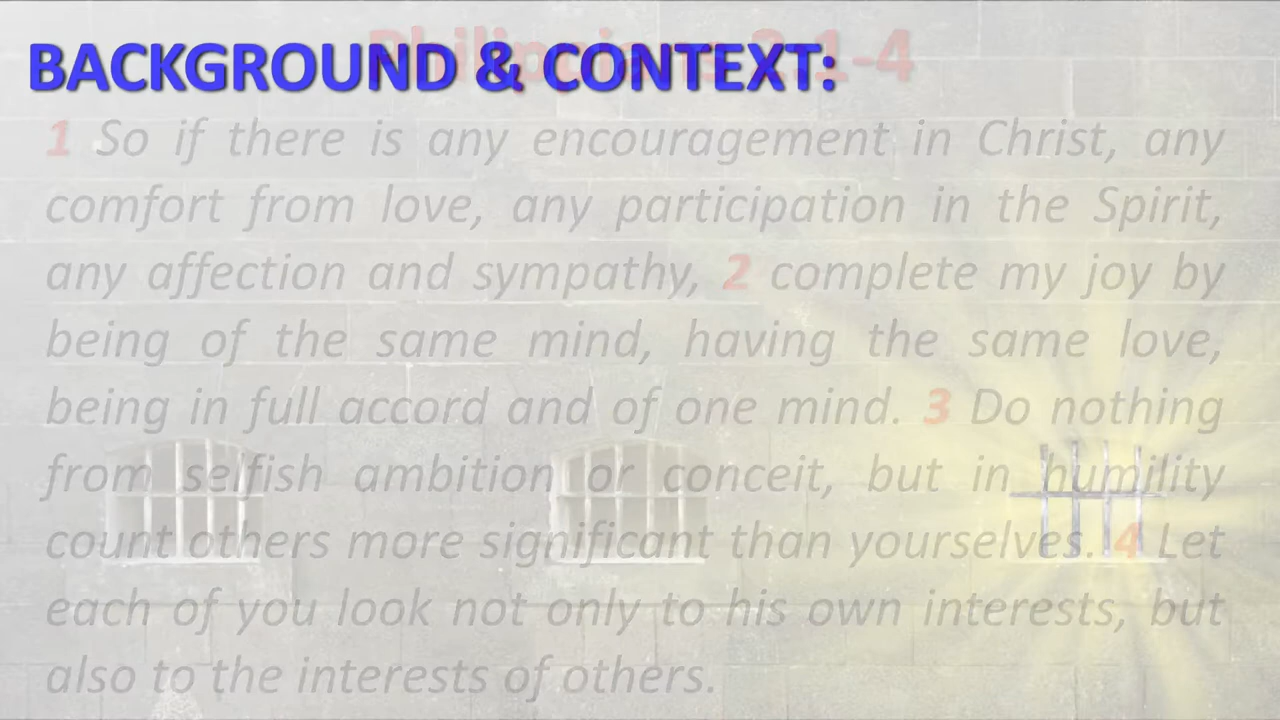 BACKGROUND & CONTEXT:
Philippians 2:1-4
1 So if there is any encouragement in Christ, any
comfort from love, any participation in the Spirit,
any affection and sympathy, 2 complete my joy by
being of the same mind, having the same love,
being in full accord and of one mind. 3 Do nothing
from selfish ambition or conceit, but in humility
count others more significant than yourselves. 4 Let
each of you look not only to his own interests, but
also to the interests of others.